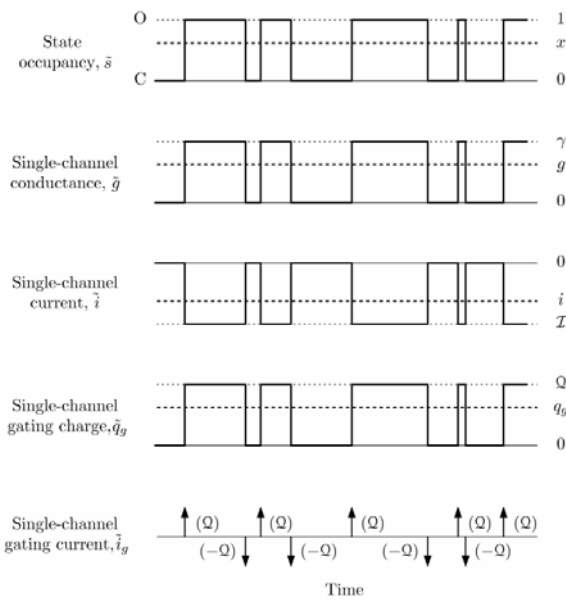 O
1
State
occupancy, s̃
x
C
0
γ
Single-channel
conductance, g̃
g
0
0
Single-channel
current, ĩ
i
ℐ
𝒬
Single-channel
gating charge,q̃g
qg
0
Single-channel
gating current,ĩg
(𝒬) (𝒬) (𝒬) (𝒬) (𝒬)
(−𝒬) (−𝒬) (−𝒬) (−𝒬)
Time